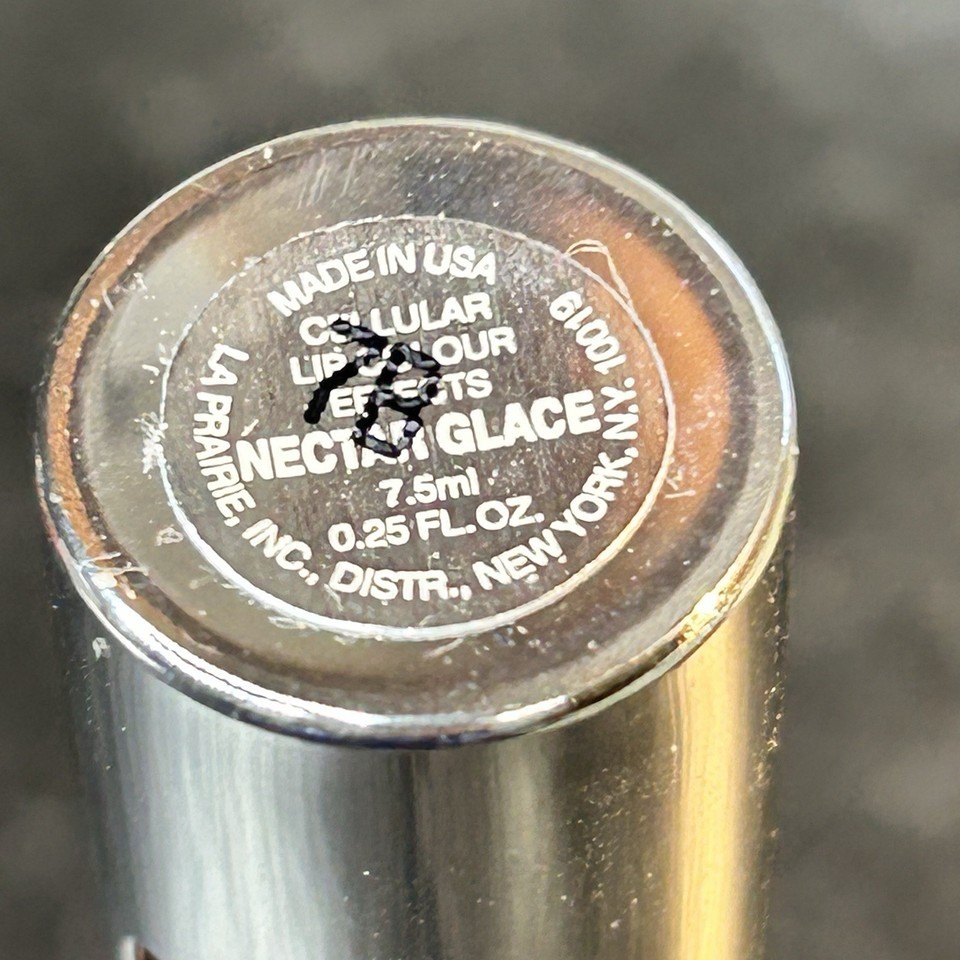 MADE IN USA
CELLULAR
LIP COLOUR
EFFECTS
NECTAR GLACE
7.5ml
0.25 FL. OZ.
LA PRAIRIE, INC., DISTR., NEW YORK, N.Y. 10019